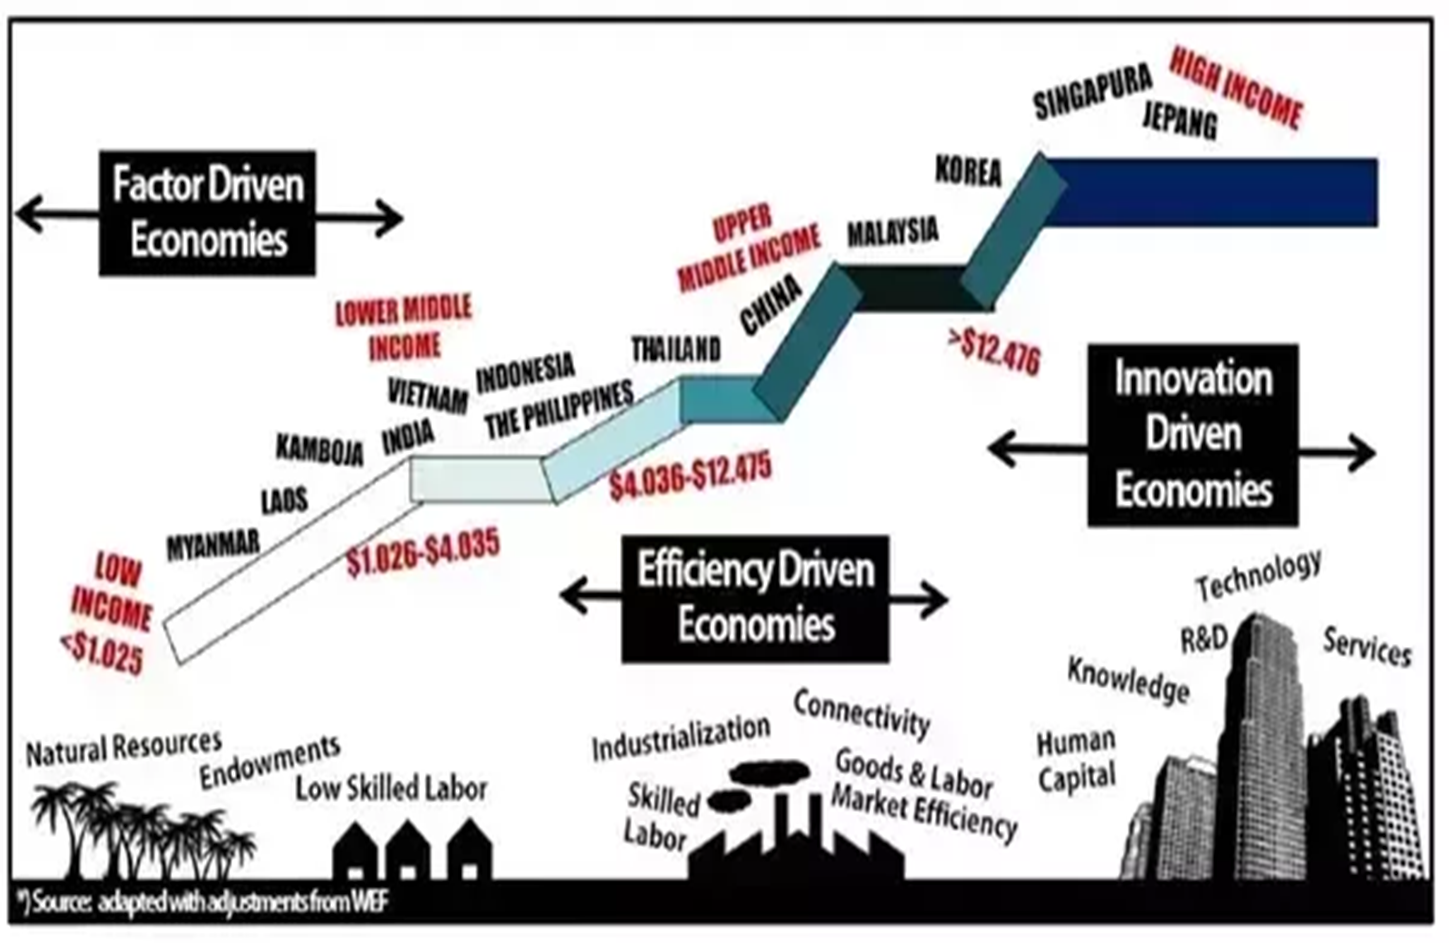 SINGAPURA
HIGH INCOME
JEPANG
KOREA
Factor Driven
Economies
UPPER
MIDDLE INCOME
MALAYSIA
CHINA
LOWER MIDDLE
INCOME
THAILAND
>$12.476
INDONESIA
VIETNAM
THE PHILIPPINES
KAMBOJA
INDIA
LAOS
MYANMAR
$4.036-$12.475
$1.026-$4.035
LOW
INCOME
<$1.025
Innovation
Driven
Economies
Efficiency Driven
Economies
Natural Resources
Endowments
Low Skilled Labor
Industrialization
Connectivity
Skilled
Labor
Goods & Labor
Market Efficiency
Technology
R&D
Services
Knowledge
Human
Capital
*) Source: adapted with adjustments from WEF